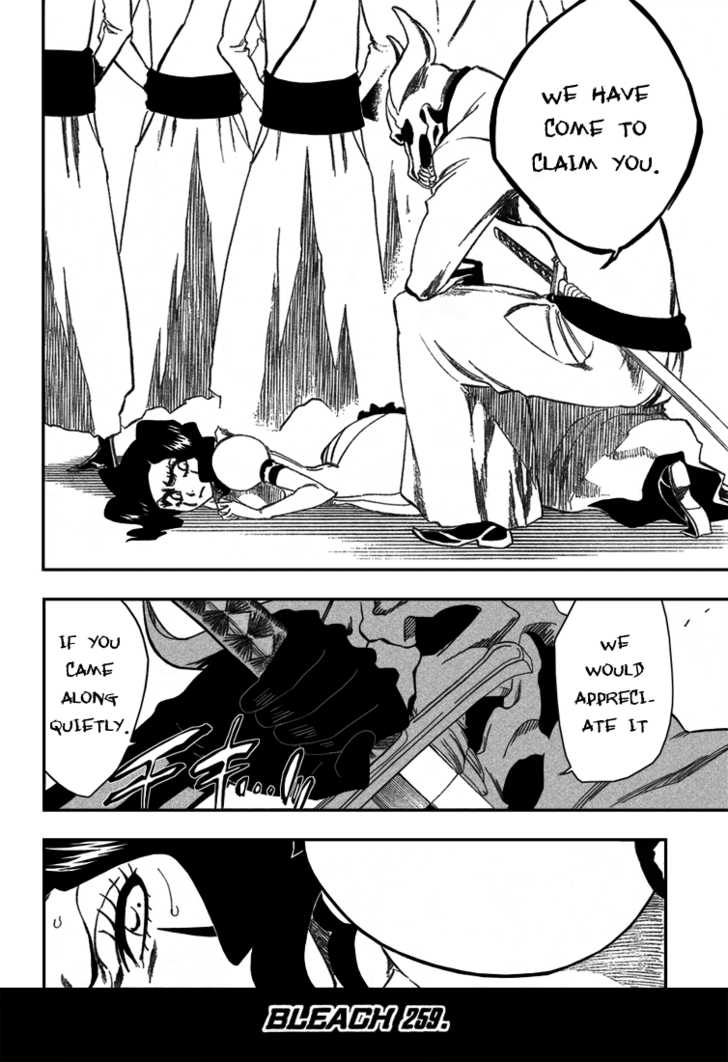 WE HAVE
COME TO
CLAIM YOU.
WE
WOULD
APPRECI-
ATE IT
IF YOU
CAME
ALONG
QUIETLY.
BLEACH 259.